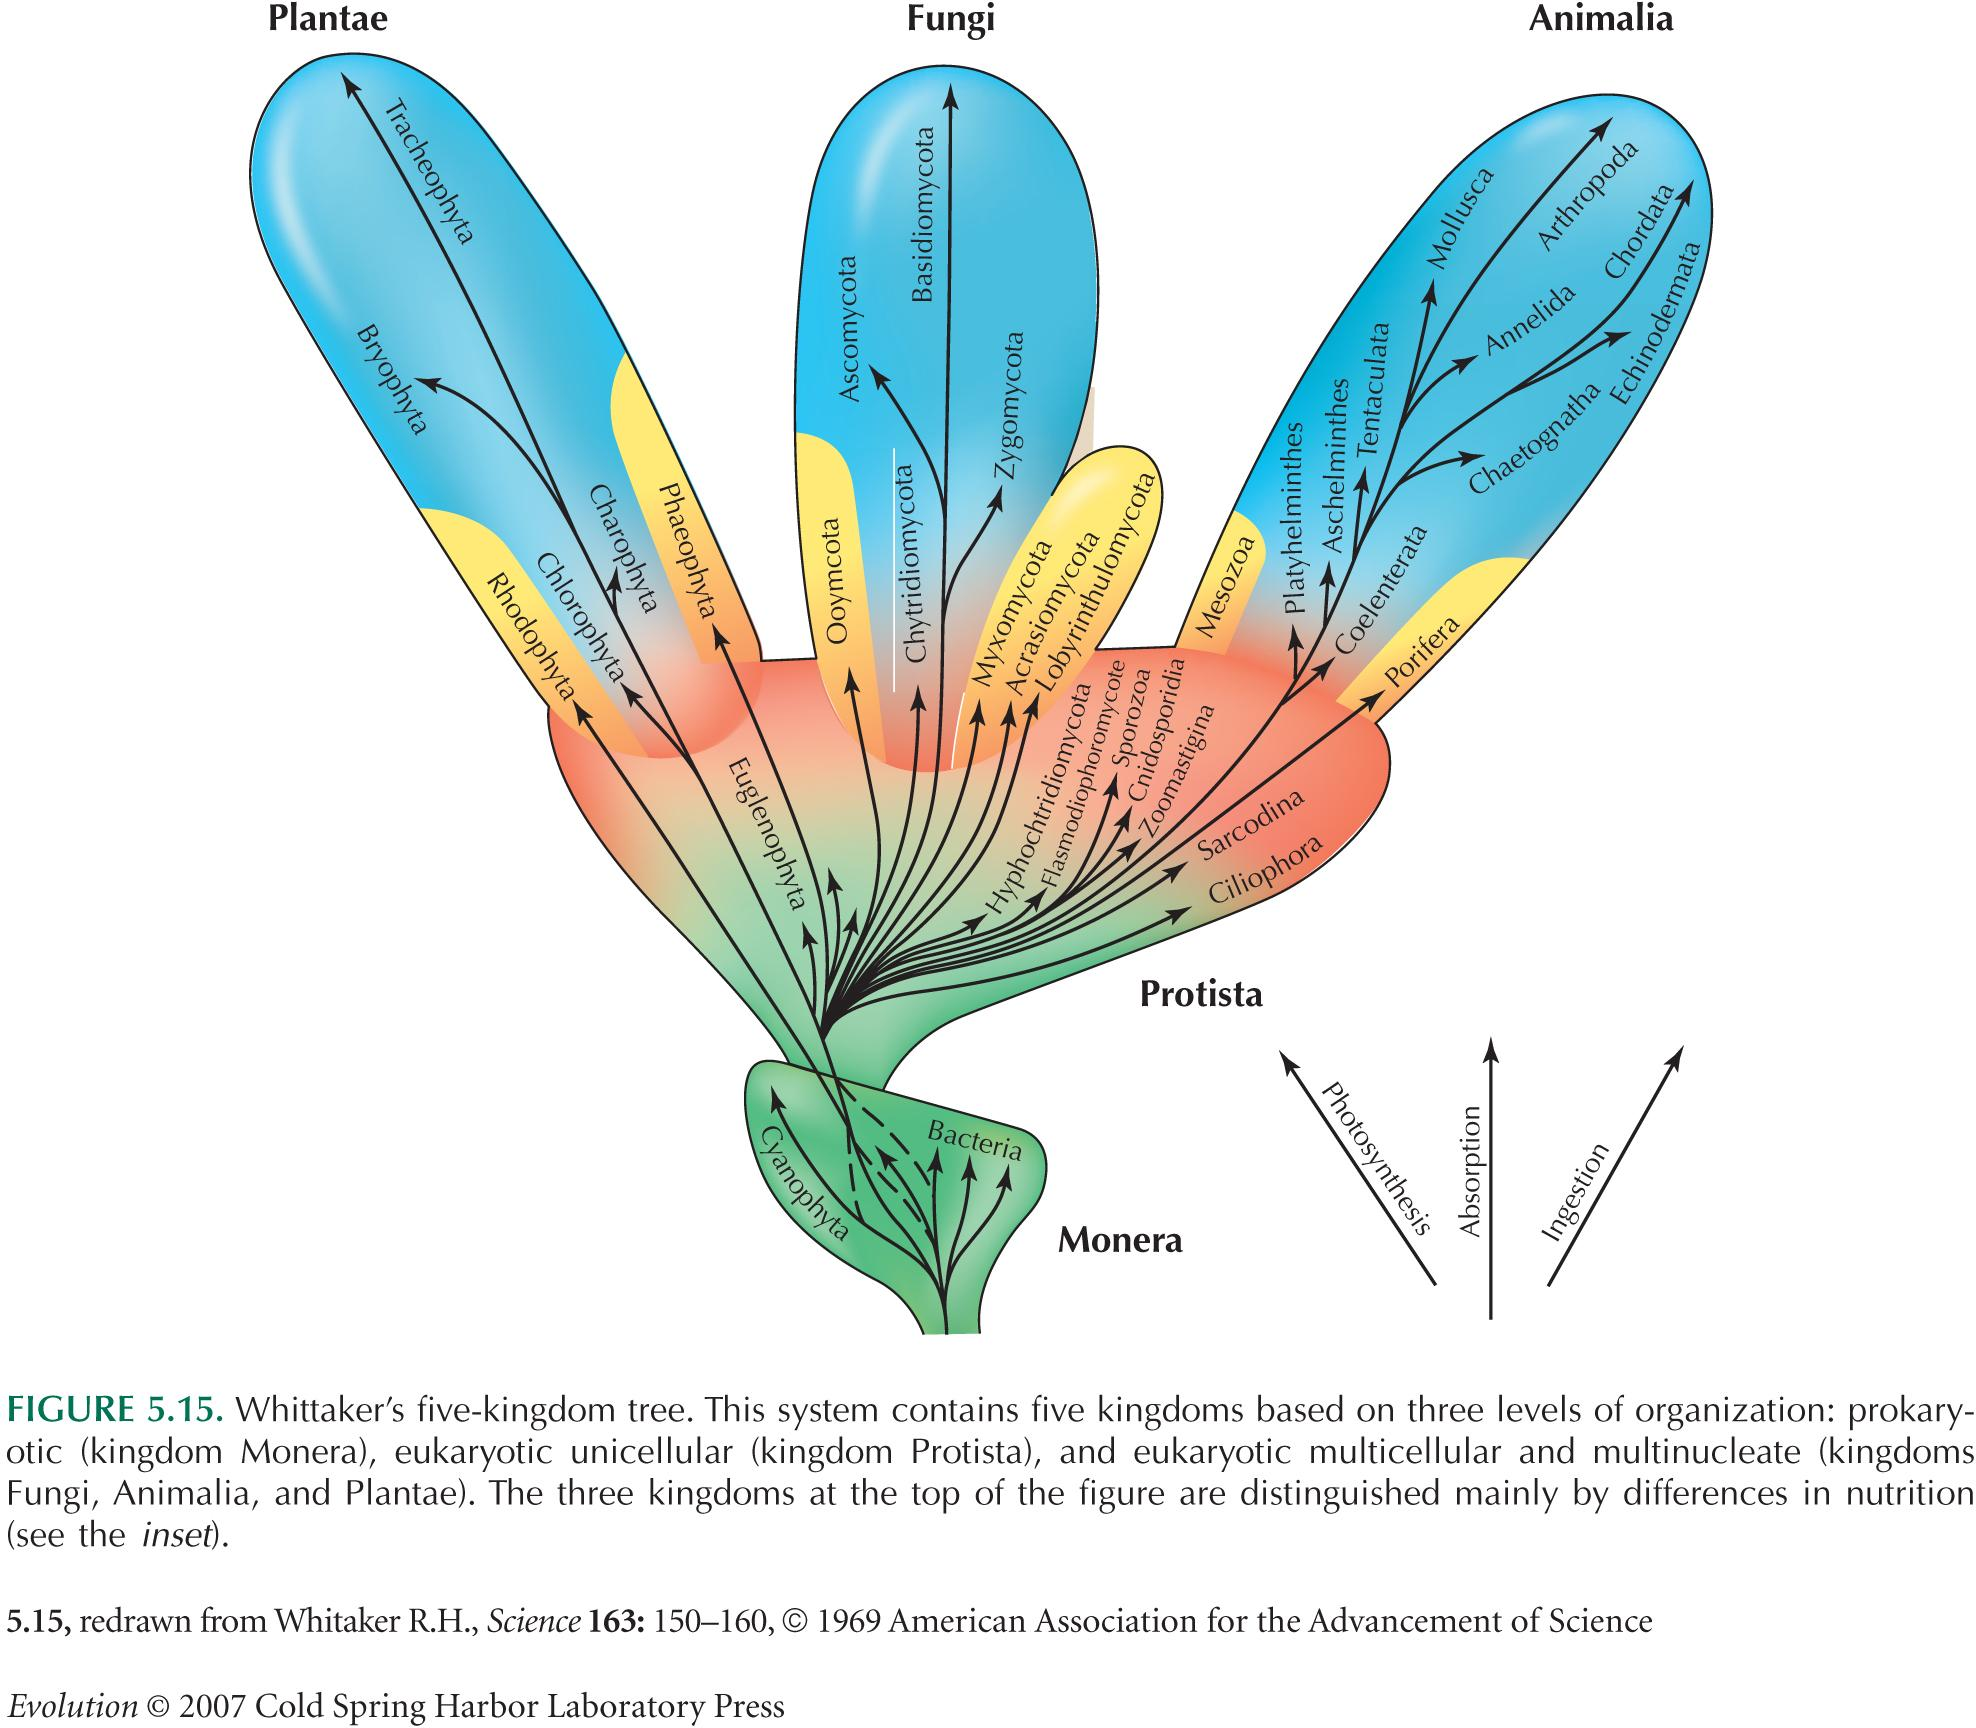 Plantae
Fungi
Animalia
Tracheophyta
Bryophyta
Charophyta
Phaeophyta
Chlorophyta
Rhodophyta
Euglenophyta
Basidiomycota
Ascomycota
Zygomycota
Ooymcota
Chytridiomycota
Myxomycota
Acrasiomycota
Lobyrinthulomycota
Mollusca
Arthropoda
Chordata
Annelida
Echinodermata
Tentaculata
Aschelminthes
Platyhelminthes
Chaetognatha
Mesozoa
Coelenterata
Porifera
Hyphochtridiomycota
Flasmodiophoromycote
Sporozoa
Cnidosporidia
Zoomastigina
Sarcodina
Ciliophora
Protista
Cyanophyta
Bacteria
Monera
Photosynthesis
Absorption
Ingestion
FIGURE 5.15. Whittaker’s five-kingdom tree. This system contains five kingdoms based on three levels of organization: prokary-
otic (kingdom Monera), eukaryotic unicellular (kingdom Protista), and eukaryotic multicellular and multinucleate (kingdoms
Fungi, Animalia, and Plantae). The three kingdoms at the top of the figure are distinguished mainly by differences in nutrition
(see the inset).
5.15, redrawn from Whitaker R.H., Science 163: 150–160, © 1969 American Association for the Advancement of Science
Evolution © 2007 Cold Spring Harbor Laboratory Press